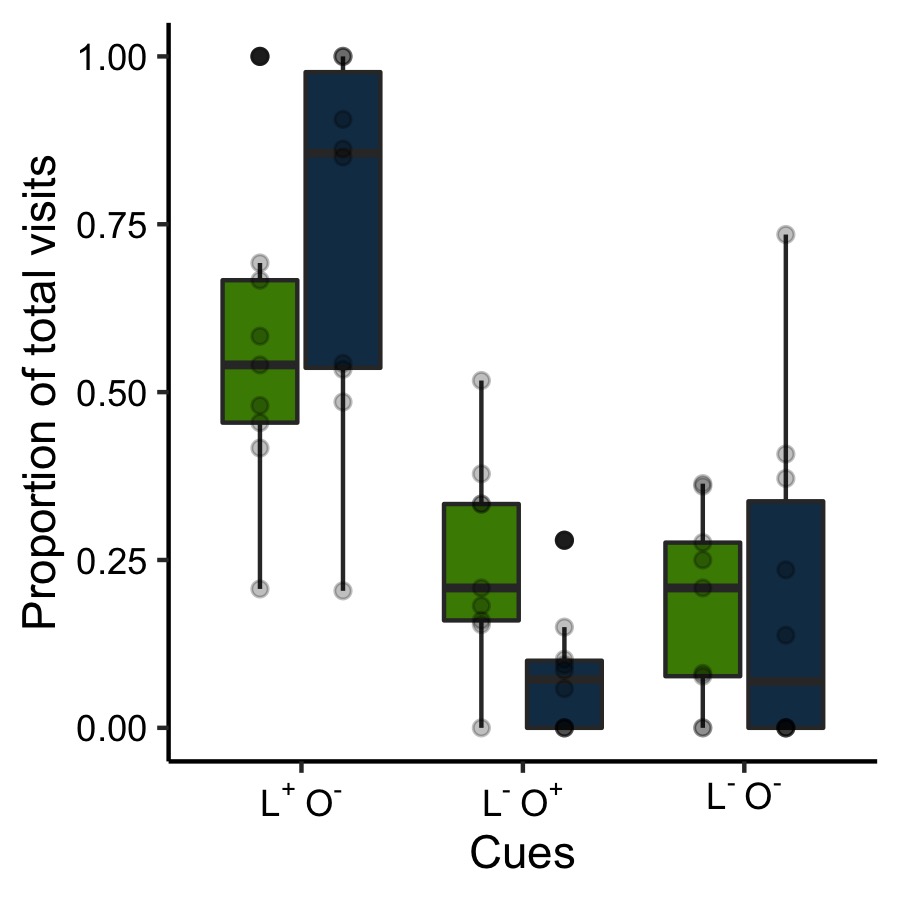 Proportion of total visits
1.00
0.75
0.50
0.25
0.00
L⁺ O⁻
L⁻ O⁺
L⁻ O⁻
Cues